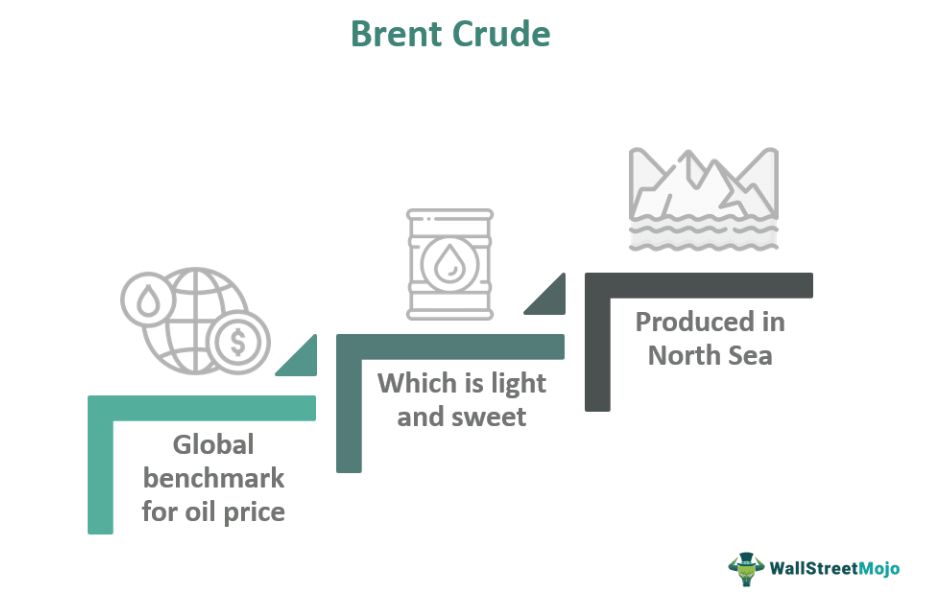 Brent Crude
Global
benchmark
for oil price
$
Which is light
and sweet
Produced in
North Sea
WallStreetMojo